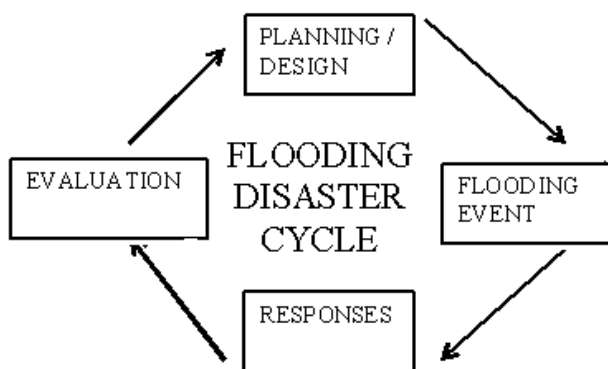 PLANNING /
DESIGN
FLOODING
DISASTER
CYCLE
EVALUATION
FLOODING
EVENT
RESPONSES